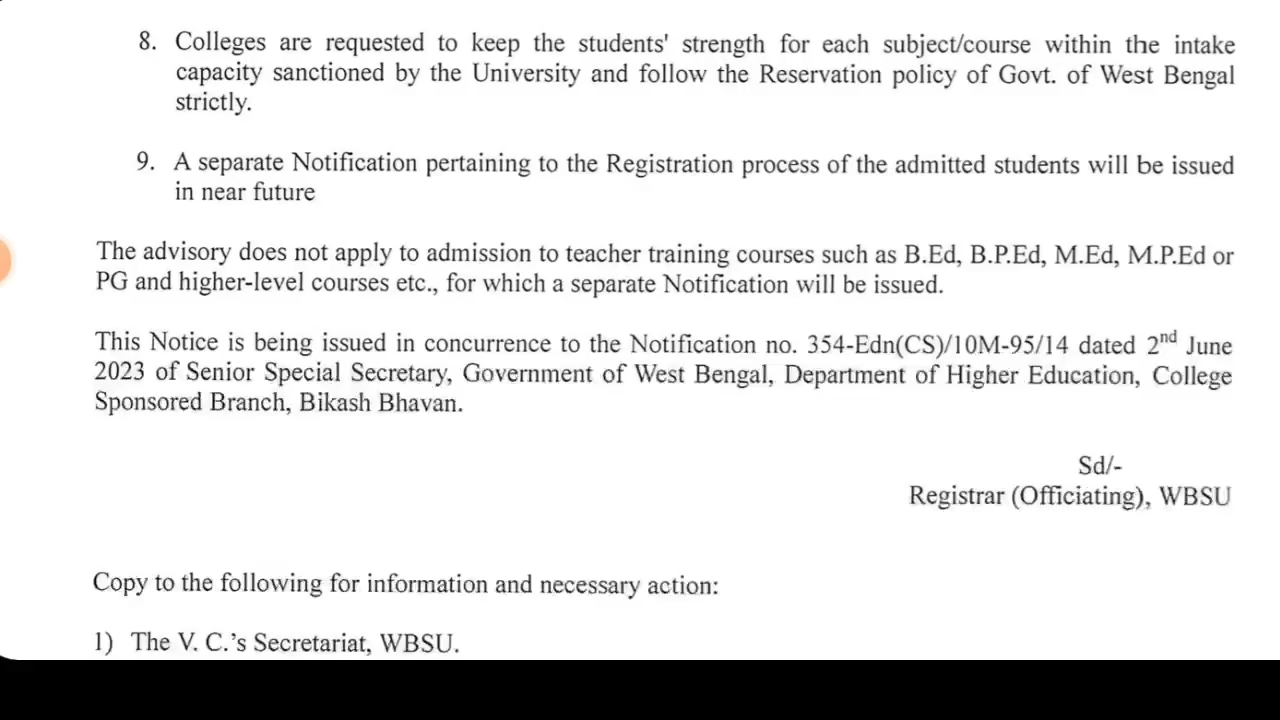 8. Colleges are requested to keep the students' strength for each subject/course within the intake
capacity sanctioned by the University and follow the Reservation policy of Govt. of West Bengal
strictly.
9. A separate Notification pertaining to the Registration process of the admitted students will be issued
in near future
The advisory does not apply to admission to teacher training courses such as B.Ed, B.P.Ed, M.Ed, M.P.Ed or
PG and higher-level courses etc., for which a separate Notification will be issued.
This Notice is being issued in concurrence to the Notification no. 354-Edn(CS)/10M-95/14 dated 2nd June
2023 of Senior Special Secretary, Government of West Bengal, Department of Higher Education, College
Sponsored Branch, Bikash Bhavan.
Sd/-
Registrar (Officiating), WBSU
Copy to the following for information and necessary action:
1) The V. C.'s Secretariat, WBSU.